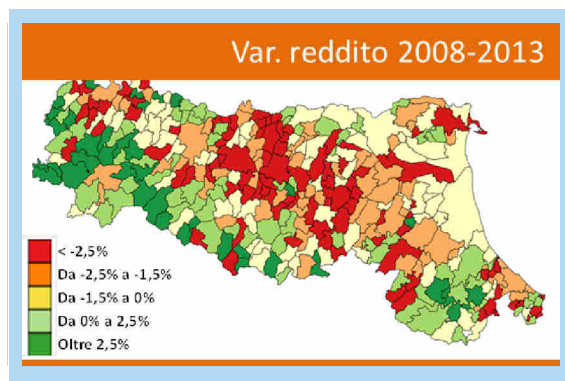 Var. reddito 2008-2013
< -2,5%
Da -2,5% a -1,5%
Da -1,5% a 0%
Da 0% a 2,5%
Oltre 2,5%